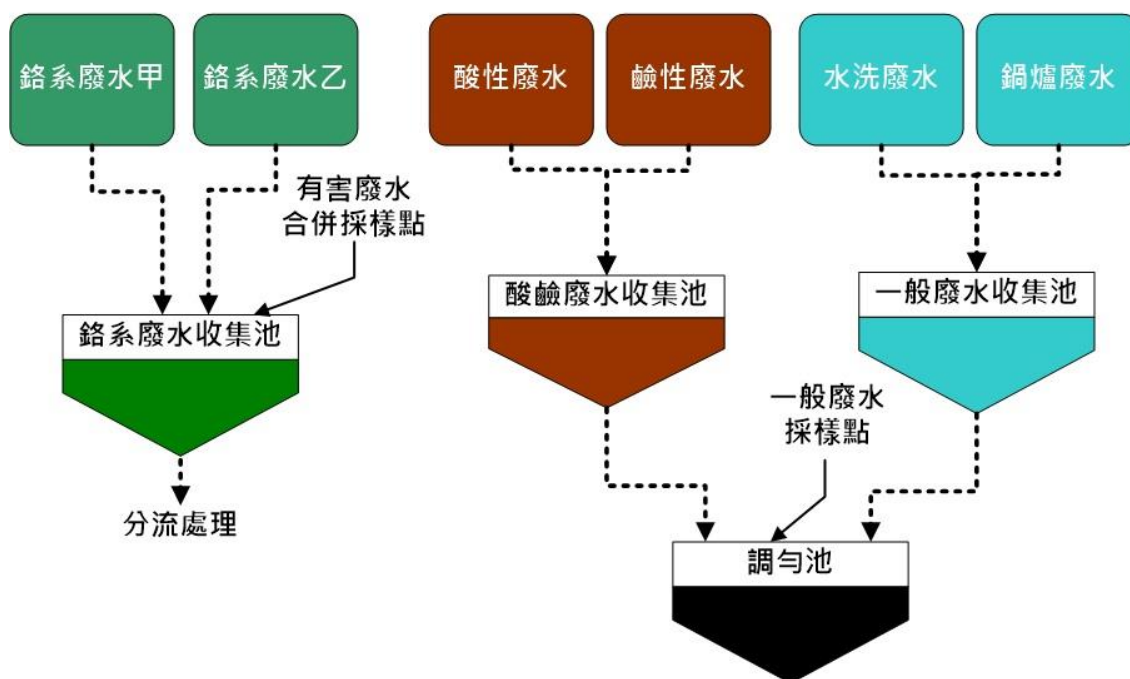 鉻系廢水甲
鉻系廢水乙
酸性廢水
鹼性廢水
水洗廢水
鍋爐廢水
有害廢水
合併採樣點
鉻系廢水收集池
酸鹼廢水收集池
一般廢水收集池
一般廢水
採樣點
分流處理
調勻池